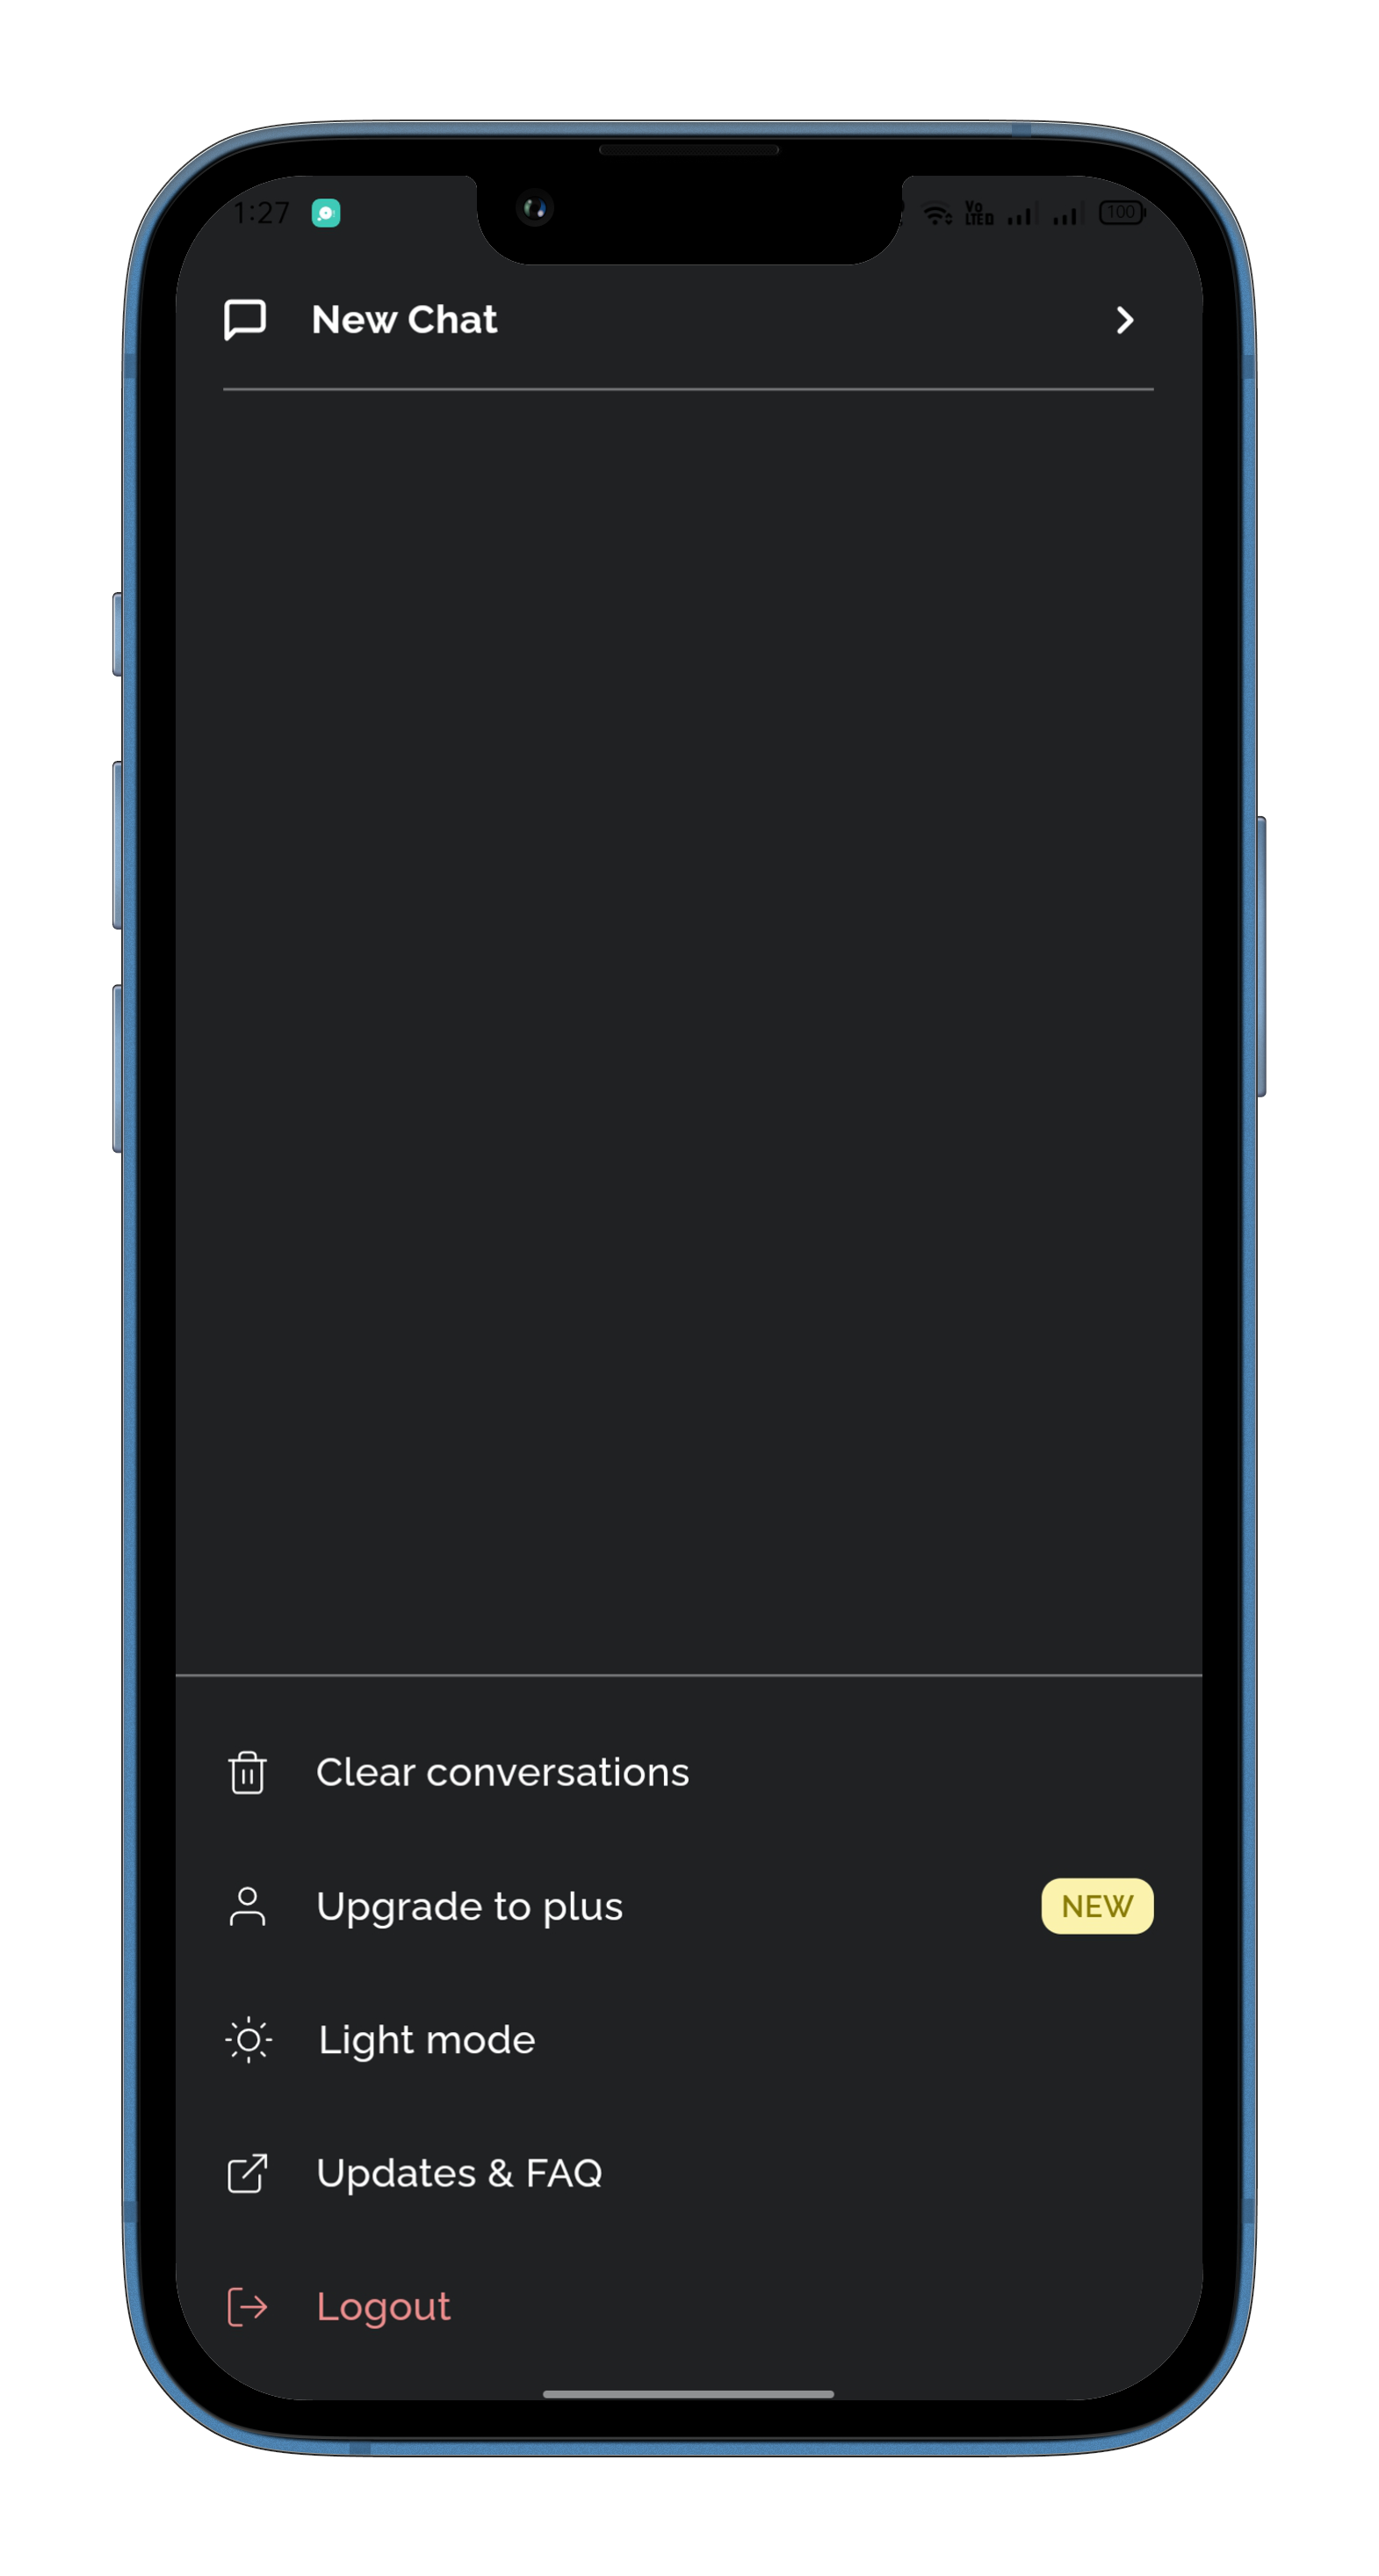 1:27
Vo
LTE
100
New Chat
Clear conversations
Upgrade to plus
NEW
Light mode
Updates & FAQ
Logout